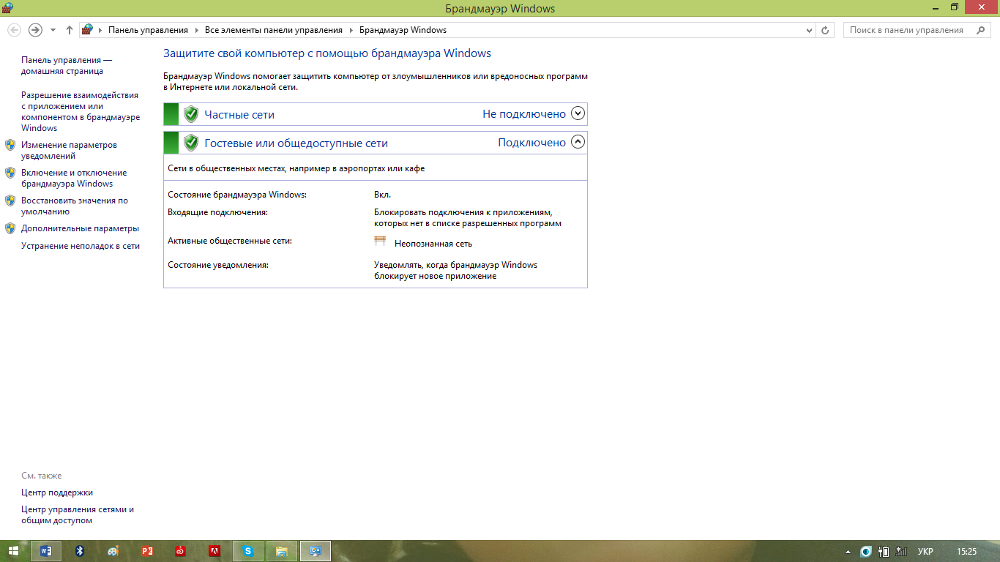 Брандмауэр Windows
Панель управления
Все элементы панели управления
Брандмауэр Windows
Поиск в панели управления
Панель управления —
домашняя страница
Разрешение взаимодействия
с приложением или
компонентом в брандмауэре
Windows
Изменение параметров
уведомлений
Включение и отключение
брандмауэра Windows
Восстановить значения по
умолчанию
Дополнительные параметры
Устранение неполадок в сети
Защитите свой компьютер с помощью брандмауэра Windows
Брандмауэр Windows помогает защитить компьютер от злоумышленников или вредоносных программ
в Интернете или локальной сети.
Частные сети Не подключено
Гостевые или общедоступные сети Подключено
Сети в общественных местах, например в аэропортах или кафе
Состояние брандмауэра Windows: Вкл.
Входящие подключения: Блокировать подключения к приложениям,
которых нет в списке разрешенных программ
Активные общественные сети: Неопознанная сеть
Состояние уведомления: Уведомлять, когда брандмауэр Windows
блокирует новое приложение
См. также
Центр поддержки
Центр управления сетями и
общим доступом
УКР
15:25